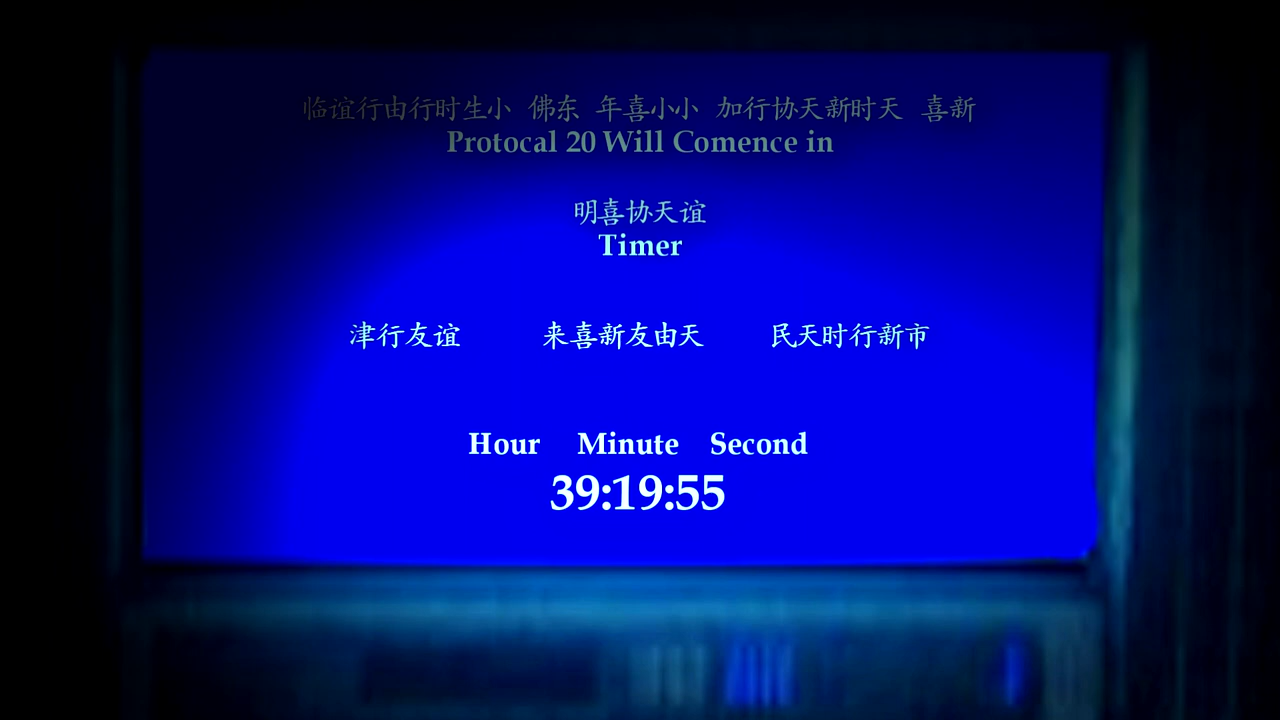 临谊行由行时生小 佛东 年喜小小 加行协天新时天 喜新
Protocal 20 Will Comence in
明喜协天谊
Timer
津行友谊 来喜新友由天 民天时行新市
Hour Minute Second
39:19:55